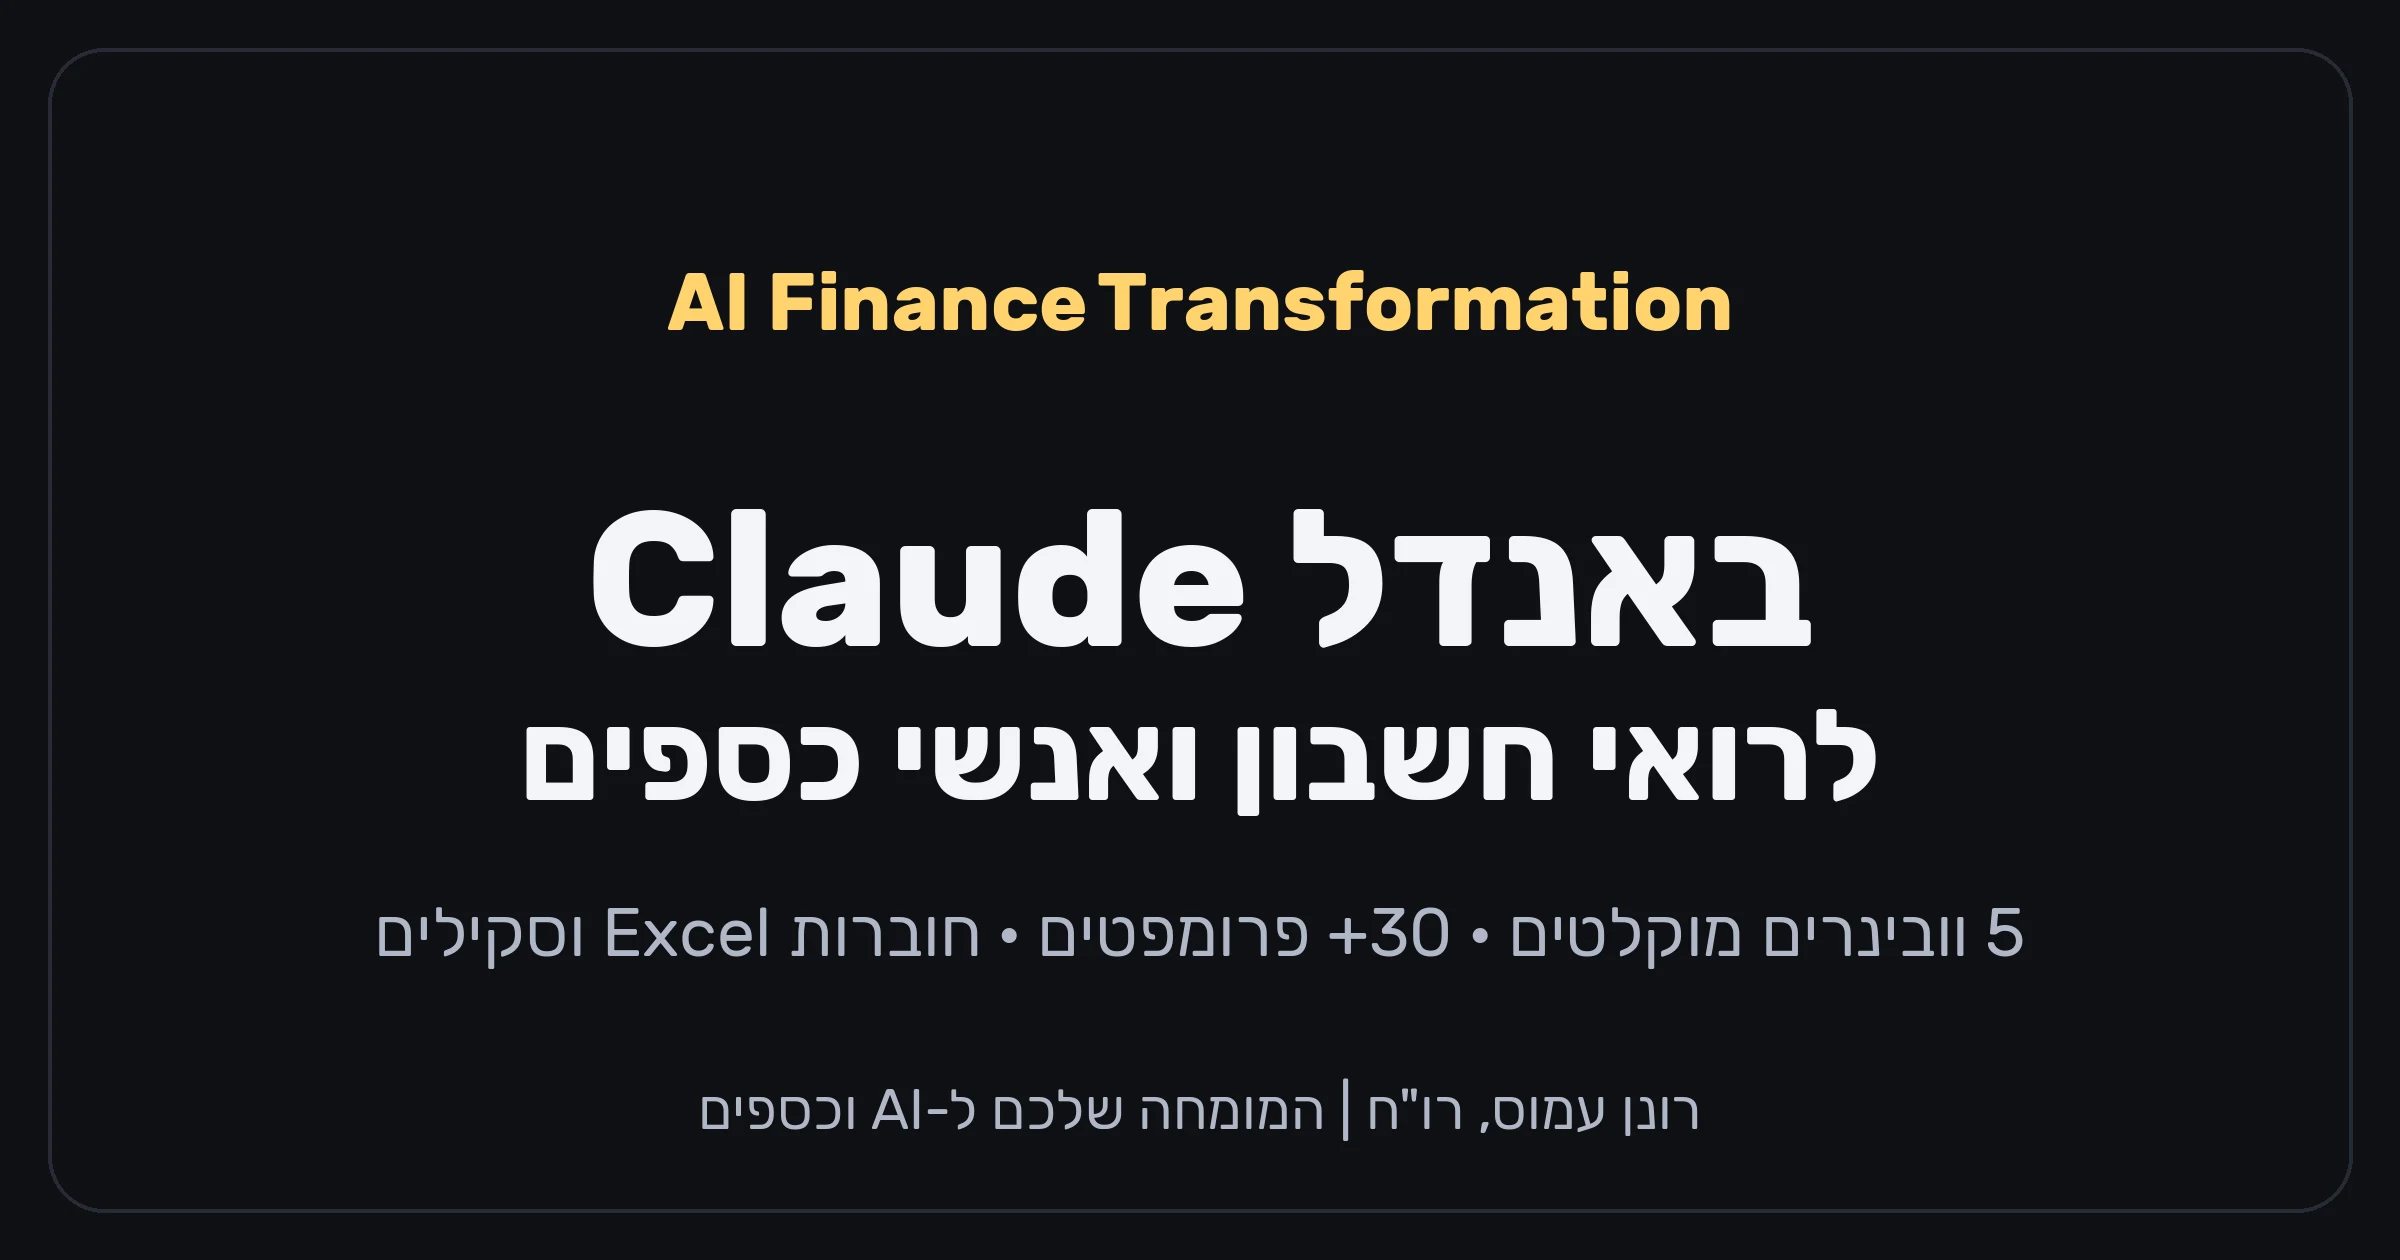 AI Finance Transformation
באנדל Claude
לרואי חשבון ואנשי כספים
5 וובינרים מוקלטים • 30+ פרומפטים • חוברות Excel וסקילים
רונן עמוס, רו"ח | המומחה שלכם ל-AI וכספים